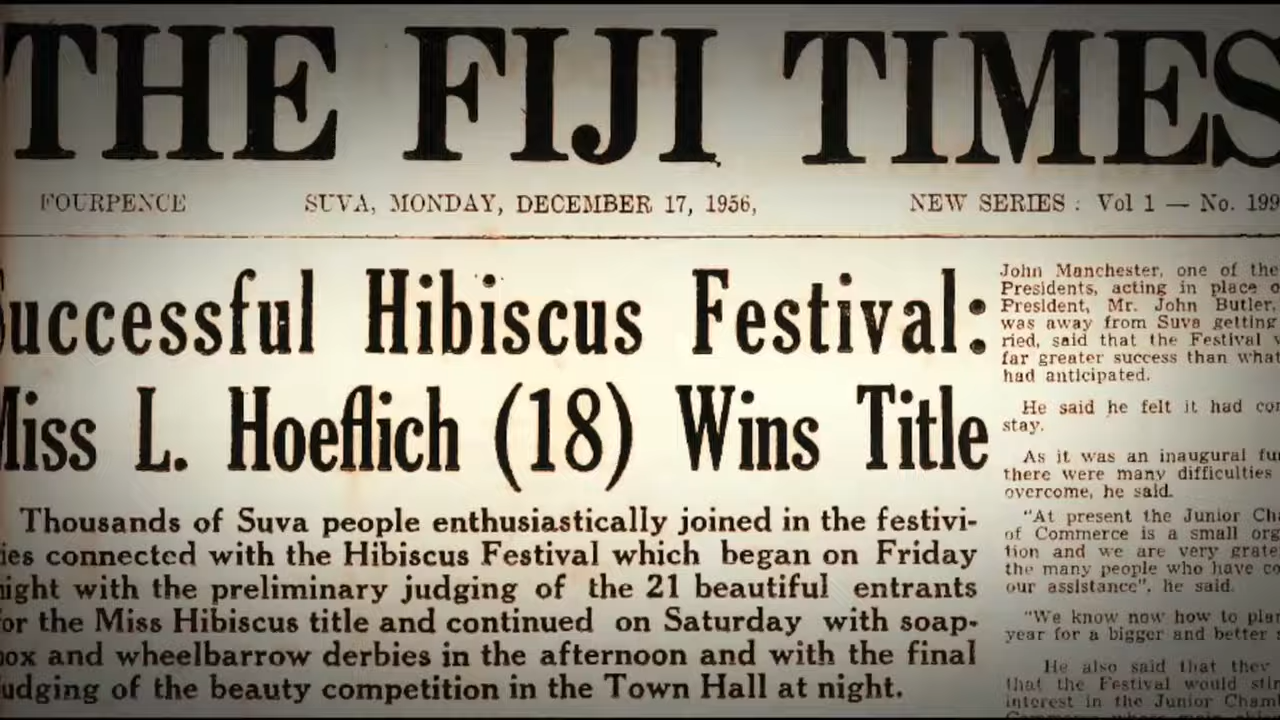 THE FIJI TIMES
FOURPENCE SUVA, MONDAY, DECEMBER 17, 1956, NEW SERIES : Vol 1 — No. 199
Successful Hibiscus Festival:
Miss L. Hoeflich (18) Wins Title
Thousands of Suva people enthusiastically joined in the festivi-
ties connected with the Hibiscus Festival which began on Friday
night with the preliminary judging of the 21 beautiful entrants
for the Miss Hibiscus title and continued on Saturday with soap-
box and wheelbarrow derbies in the afternoon and with the final
judging of the beauty competition in the Town Hall at night.
John Manchester, one of the
Presidents, acting in place
President, Mr. John Butler,
was away from Suva getting
ried, said that the Festival
far greater success than what
had anticipated.
He said he felt it had
stay.
As it was an inaugural
there were many difficulties
overcome, he said.
"At present the Junior
of Commerce is a small
tion and we are very
the many people who have
our assistance", he said.
"We know now how to
year for a bigger and better
He also said that they
that the Festival would
interest in the Junior